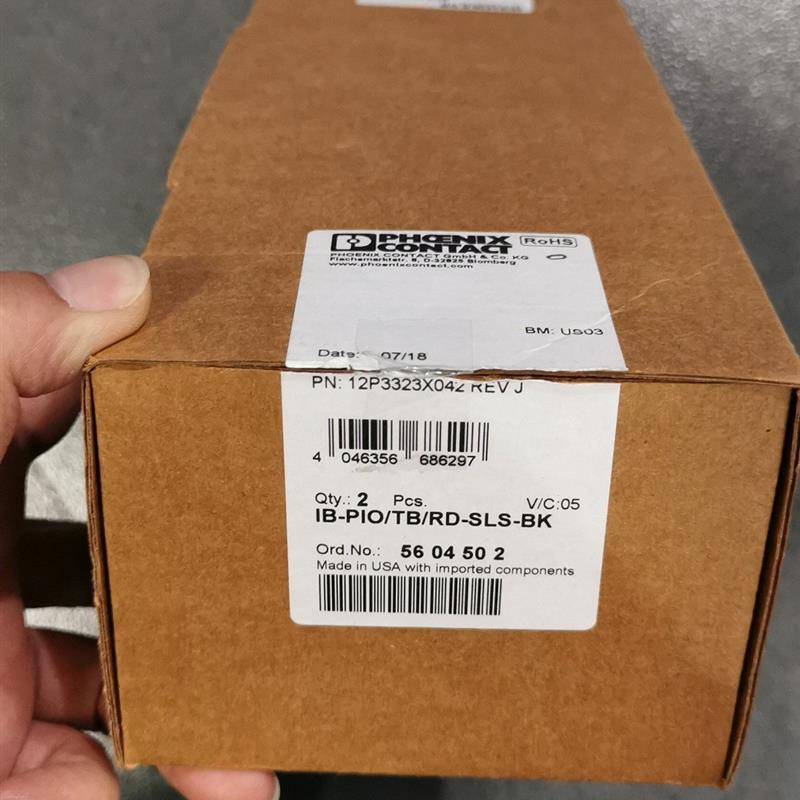 PHŒNIX
CONTACT
RoHS
PHOENIX CONTACT GmbH & Co. KG
Flachsmarktstr. 8, D-32825 Blomberg
www.phoenixcontact.com
BM: US03
Date: 07/18
PN: 12P3323X042 REV J
4 046356 686297
Qty.: 2 Pcs. V/C:05
IB-PIO/TB/RD-SLS-BK
Ord.No.: 56 04 50 2
Made in USA with imported components